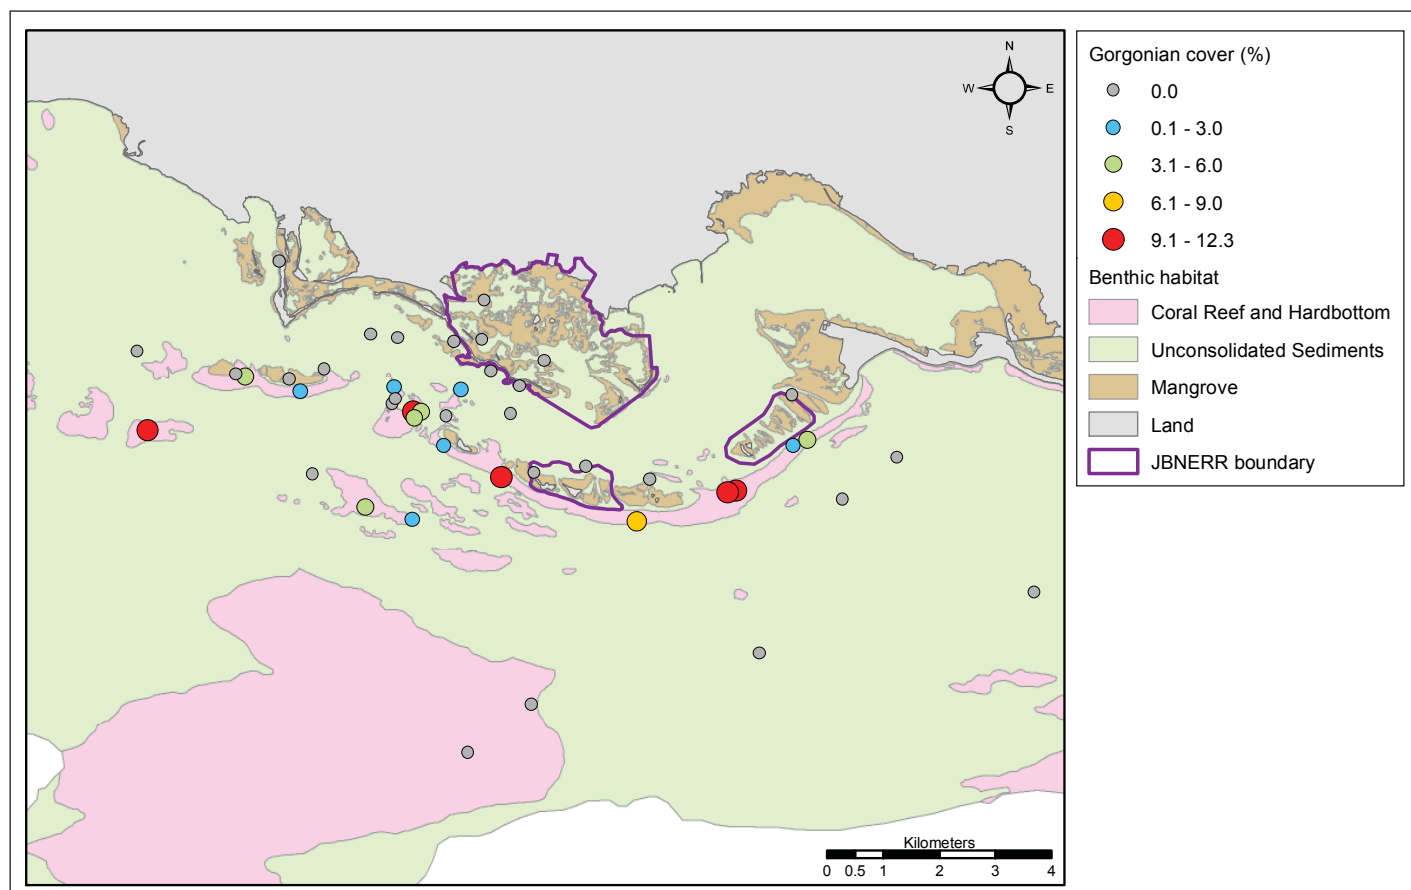 N
W E
S
Kilometers
0 0.5 1 2 3 4
Gorgonian cover (%)
0.0
0.1 - 3.0
3.1 - 6.0
6.1 - 9.0
9.1 - 12.3
Benthic habitat
Coral Reef and Hardbottom
Unconsolidated Sediments
Mangrove
Land
JBNERR boundary